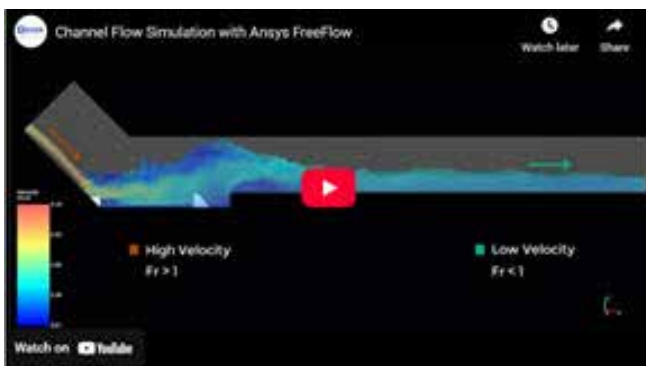 Channel Flow Simulation with Ansys FreeFlow
Watch later
Share
High Velocity
Fr > 1
Low Velocity
Fr < 1
Watch on YouTube